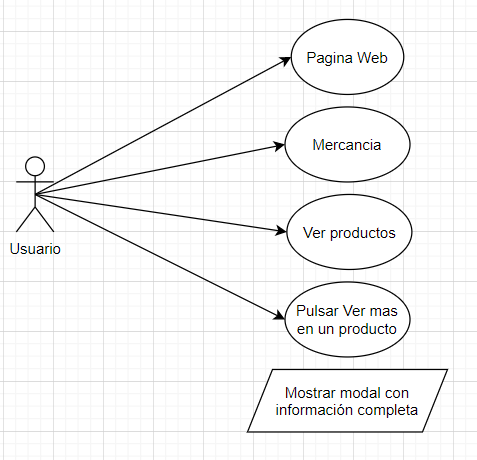 Pagina Web
Mercancia
Usuario
Ver productos
Pulsar Ver mas
en un producto
Mostrar modal con
información completa